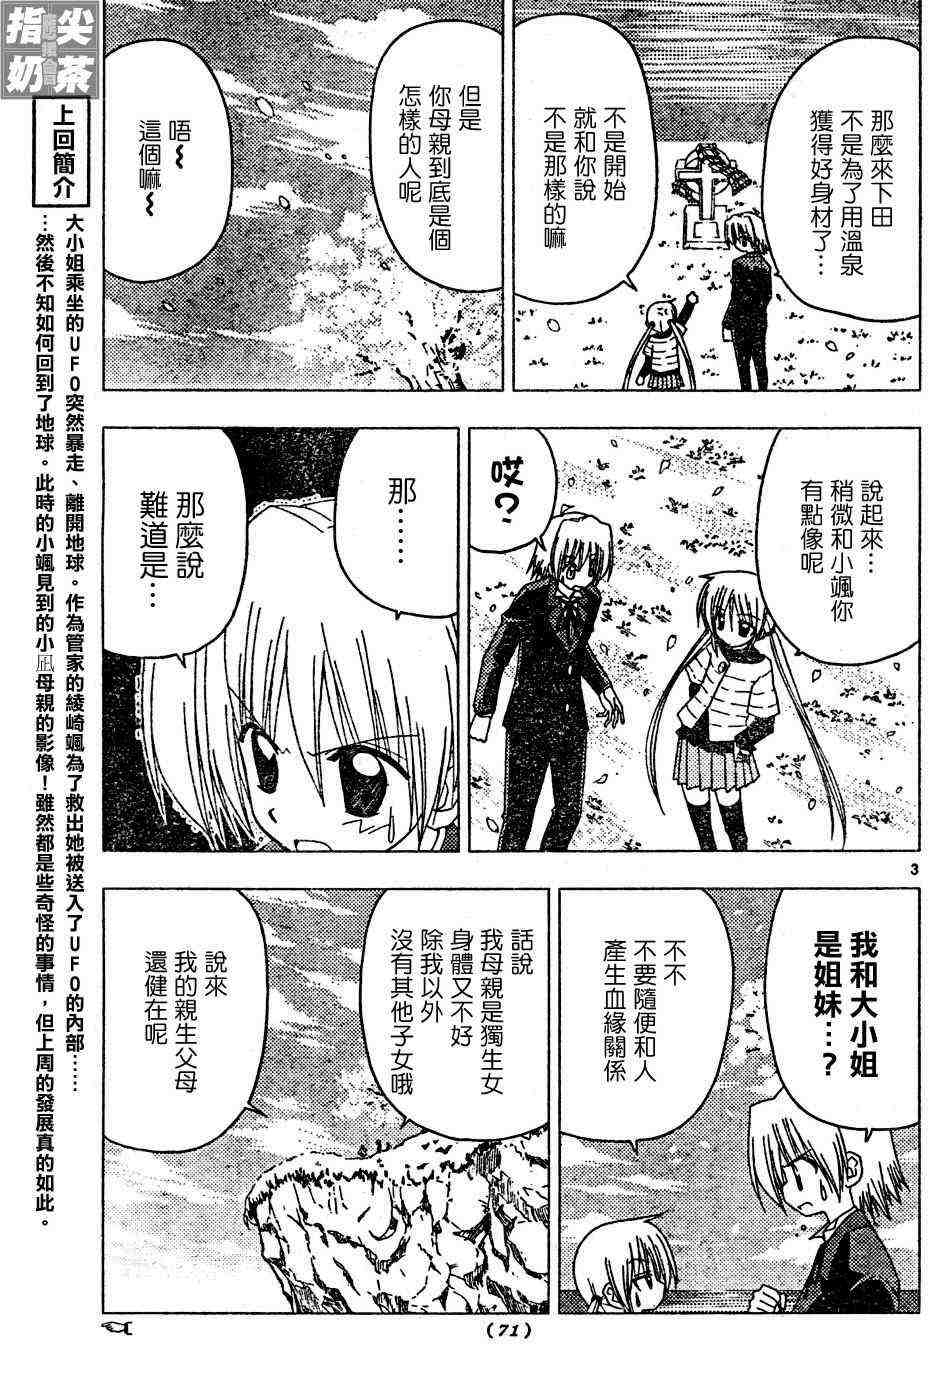 指尖
奶茶
那麼來下田
不是為了用溫泉
獲得好身材了…
不是開始
就和你說
不是那樣的嘛
但是
你母親到底是個
怎樣的人呢
唔~
這個嘛~
上回簡介
大小姐乘坐的UFO突然暴走、離開地球。作為管家的綾崎颯為了救出她被送入了UFO的內部……
…然後不知如何回到了地球。此時的小颯見到的小凪母親的影像！雖然都是些奇怪的事情，但上周的發展真的如此。
說起來…
稍微和小颯你
有點像呢
哎？
那……
那麼說
難道是…
3
我和大小姐
是姐妹…？
不不
不要隨便和人
產生血緣關係
話說
我母親是獨生女
身體又不好
除我以外
沒有其他子女哦
說來
我的親生父母
還健在呢
(71)